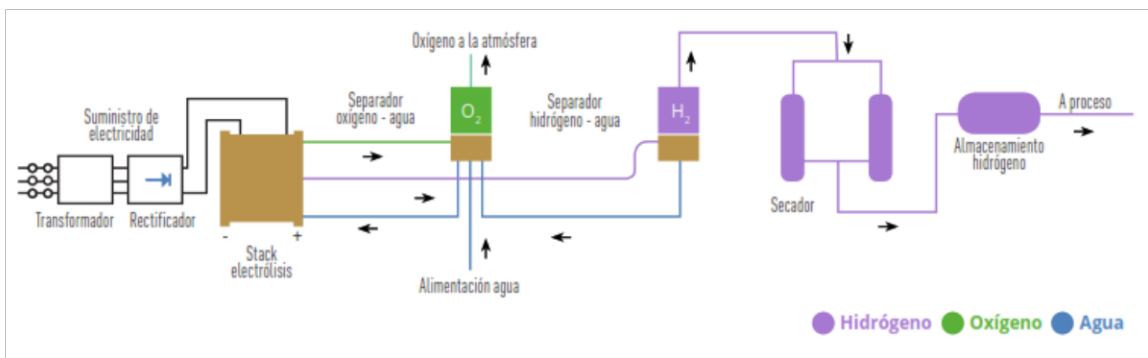 Oxígeno a la atmósfera
Suministro de
electricidad
Separador
oxígeno - agua
O2
Separador
hidrógeno - agua
H2
A proceso
Almacenamiento
hidrógeno
Transformador
Rectificador
Secador
- +
Stack
electrólisis
Alimentación agua
Hidrógeno
Oxígeno
Agua